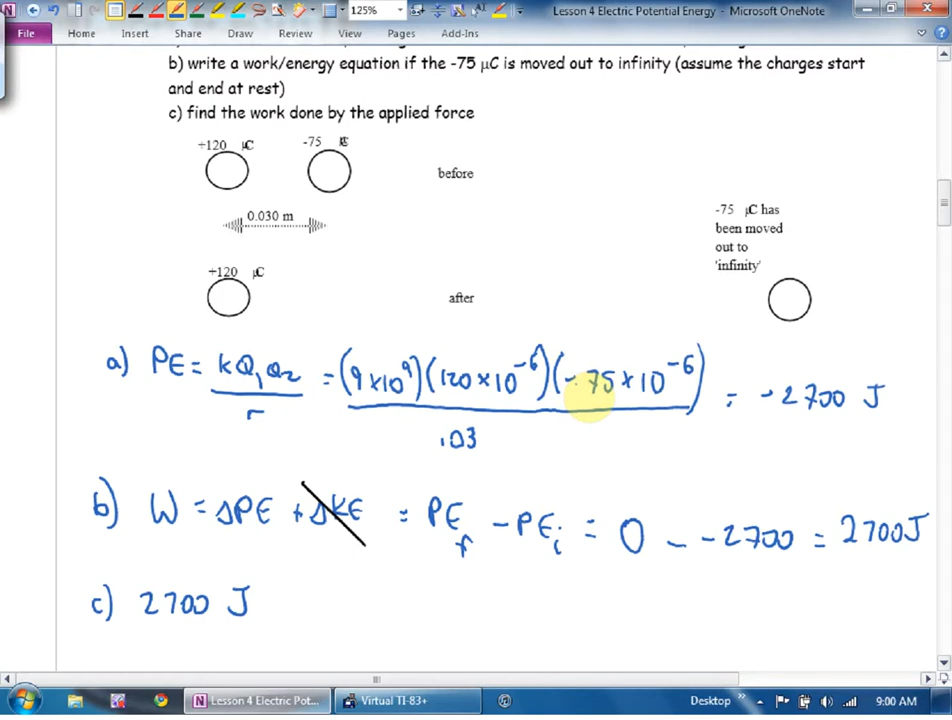 125%
Lesson 4 Electric Potential Energy - Microsoft OneNote
File Home Insert Share Draw Review View Pages Add-Ins
b) write a work/energy equation if the -75 µC is moved out to infinity (assume the charges start
and end at rest)
c) find the work done by the applied force
+120 µC -75
before
0.030 m
-75 µC has
been moved
out to
'infinity'
+120 µC
after
a) PE = kQ₁Q₂/r = (9×10⁹)(120×10⁻⁶)(-75×10⁻⁶)/.03 = -2700 J
b) W = ΔPE + ΔKE = PEf - PEi = 0 - -2700 = 2700J
c) 2700 J
Lesson 4 Electric Pot... Virtual TI-83+ Desktop » 9:00 AM